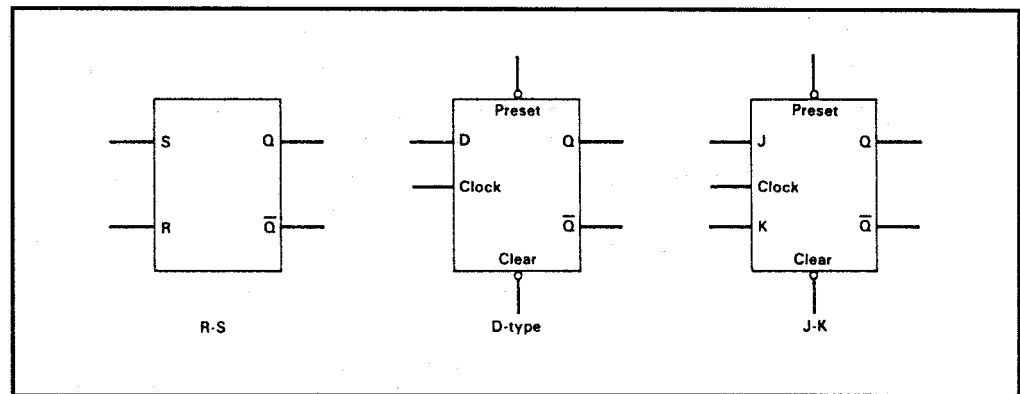 S
Q
R
Q̅
R-S
Preset
D
Q
Clock
Q̅
Clear
D-type
Preset
J
Q
Clock
K
Q̅
Clear
J-K